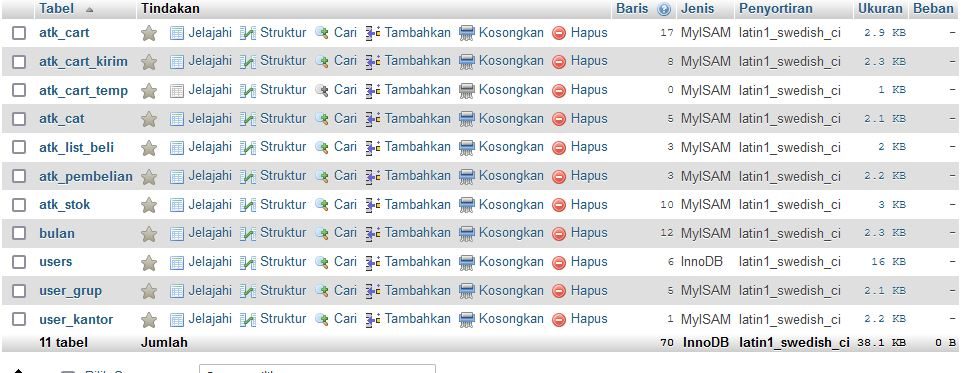 Tabel Tindakan Baris Jenis Penyortiran Ukuran Beban
atk_cart Jelajahi Struktur Cari Tambahkan Kosongkan Hapus 17 MyISAM latin1_swedish_ci 2.9 KB -
atk_cart_kirim Jelajahi Struktur Cari Tambahkan Kosongkan Hapus 8 MyISAM latin1_swedish_ci 2.3 KB -
atk_cart_temp Jelajahi Struktur Cari Tambahkan Kosongkan Hapus 0 MyISAM latin1_swedish_ci 1 KB -
atk_cat Jelajahi Struktur Cari Tambahkan Kosongkan Hapus 5 MyISAM latin1_swedish_ci 2.1 KB -
atk_list_beli Jelajahi Struktur Cari Tambahkan Kosongkan Hapus 3 MyISAM latin1_swedish_ci 2 KB -
atk_pembelian Jelajahi Struktur Cari Tambahkan Kosongkan Hapus 3 MyISAM latin1_swedish_ci 2.2 KB -
atk_stok Jelajahi Struktur Cari Tambahkan Kosongkan Hapus 10 MyISAM latin1_swedish_ci 3 KB -
bulan Jelajahi Struktur Cari Tambahkan Kosongkan Hapus 12 MyISAM latin1_swedish_ci 2.3 KB -
users Jelajahi Struktur Cari Tambahkan Kosongkan Hapus 6 InnoDB latin1_swedish_ci 16 KB -
user_grup Jelajahi Struktur Cari Tambahkan Kosongkan Hapus 5 MyISAM latin1_swedish_ci 2.1 KB -
user_kantor Jelajahi Struktur Cari Tambahkan Kosongkan Hapus 1 MyISAM latin1_swedish_ci 2.2 KB -
11 tabel Jumlah 70 InnoDB latin1_swedish_ci 38.1 KB 0 B